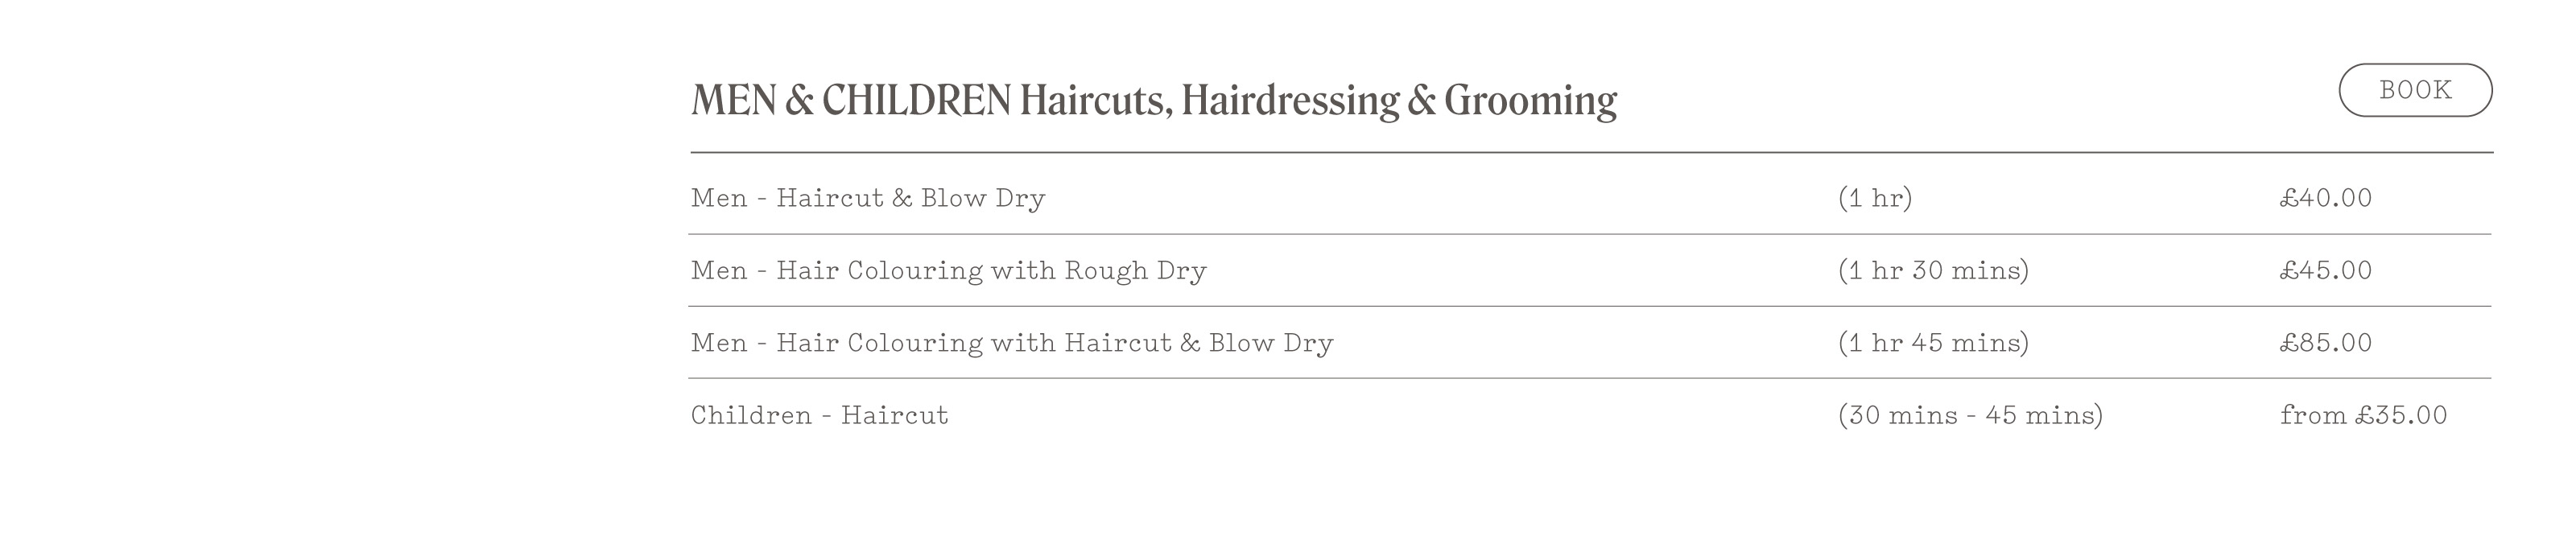 MEN & CHILDREN Haircuts, Hairdressing & Grooming
BOOK
Men - Haircut & Blow Dry (1 hr) £40.00
Men - Hair Colouring with Rough Dry (1 hr 30 mins) £45.00
Men - Hair Colouring with Haircut & Blow Dry (1 hr 45 mins) £85.00
Children - Haircut (30 mins - 45 mins) from £35.00